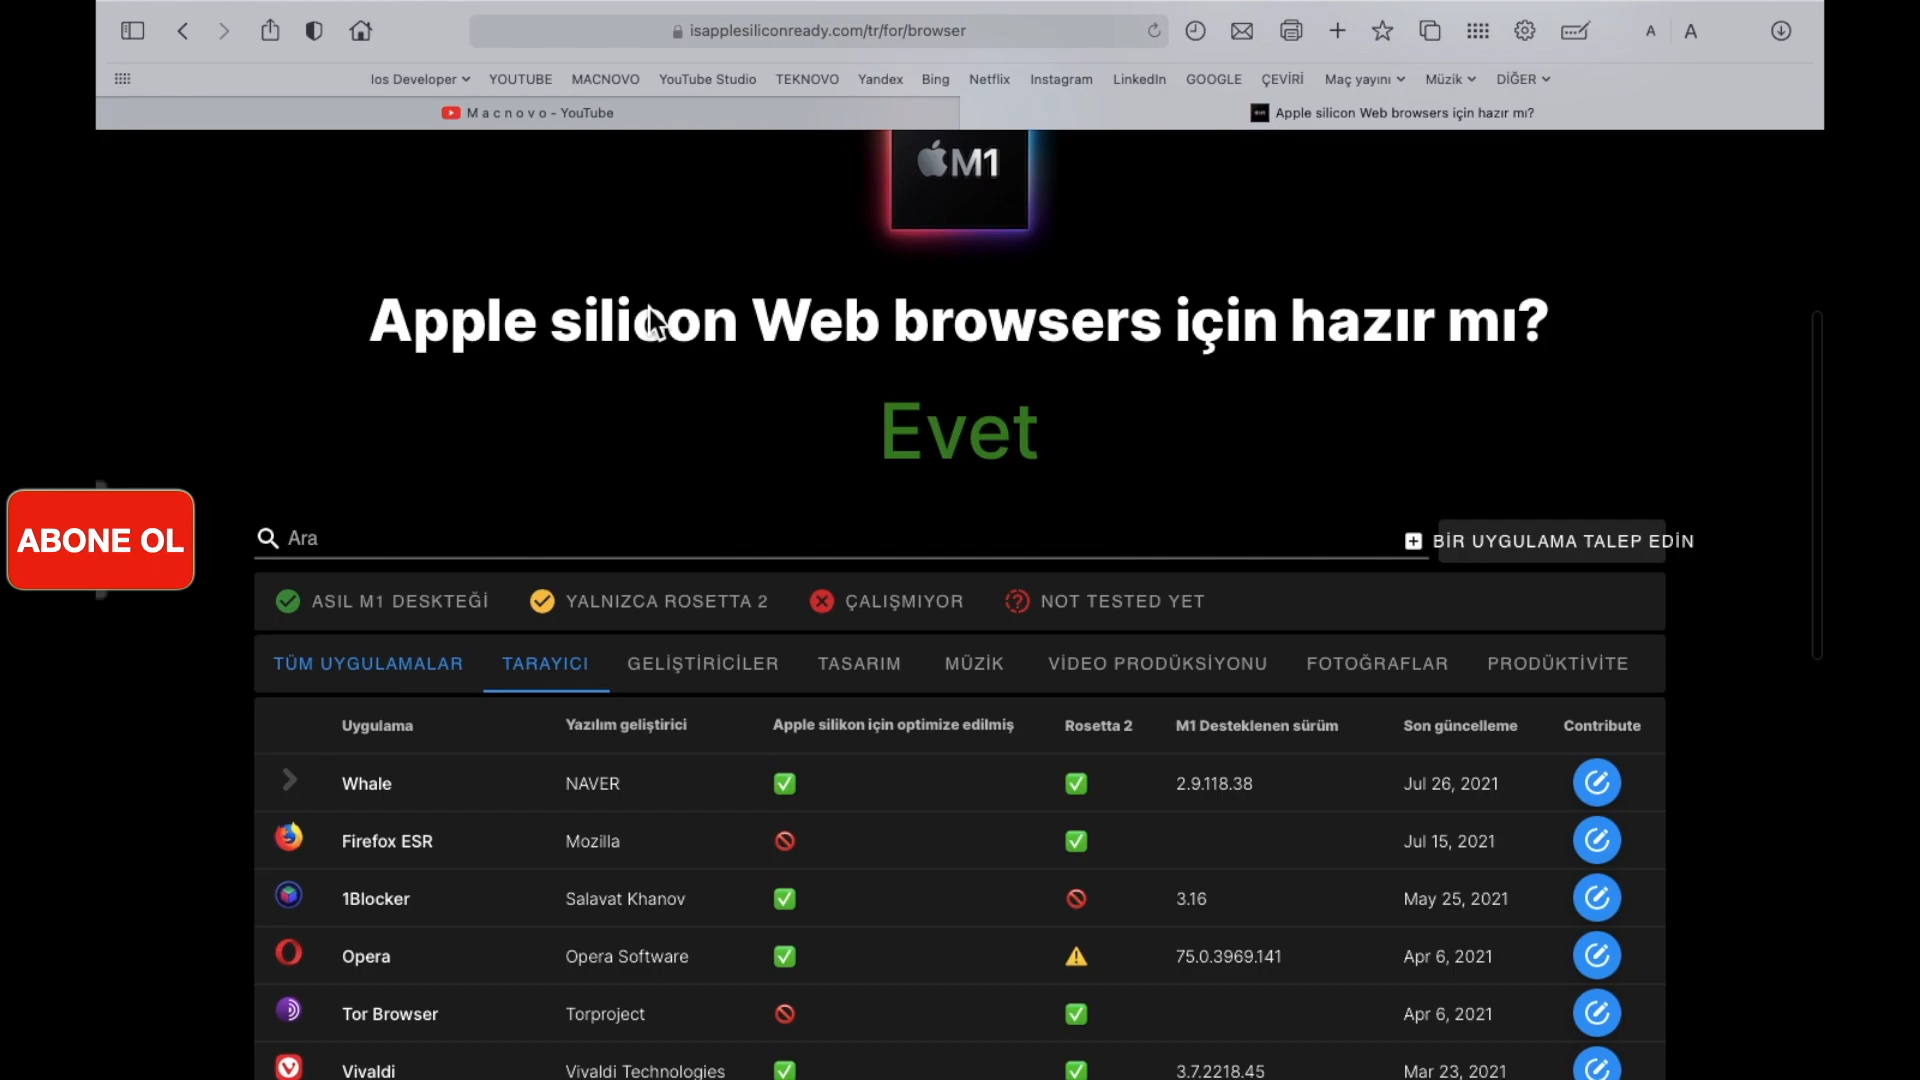 isapplesiliconready.com/tr/for/browser
A A
Ios Developer YOUTUBE MACNOVO YouTube Studio TEKNOVO Yandex Bing Netflix Instagram LinkedIn GOOGLE ÇEVİRİ Maç yayını Müzik DİĞER
M a c n o v o - YouTube
Apple silicon Web browsers için hazır mı?
M1
Apple silicon Web browsers için hazır mı?
Evet
ABONE OL
Ara
BİR UYGULAMA TALEP EDİN
ASIL M1 DESTEKĞİ YALNIZCA ROSETTA 2 ÇALIŞMIYOR NOT TESTED YET
TÜM UYGULAMALAR TARAYICI GELİŞTİRİCİLER TASARIM MÜZİK VİDEO PRODÜKSİYONU FOTOĞRAFLAR PRODÜKTİVİTE
Uygulama Yazılım geliştirici Apple silikon için optimize edilmiş Rosetta 2 M1 Desteklenen sürüm Son güncelleme Contribute
Whale NAVER ✅ ✅ 2.9.118.38 Jul 26, 2021
Firefox ESR Mozilla 🚫 ✅ Jul 15, 2021
1Blocker Salavat Khanov ✅ 🚫 3.16 May 25, 2021
Opera Opera Software ✅ ⚠️ 75.0.3969.141 Apr 6, 2021
Tor Browser Torproject 🚫 ✅ Apr 6, 2021
Vivaldi Vivaldi Technologies ✅ ✅ 3.7.2218.45 Mar 23, 2021